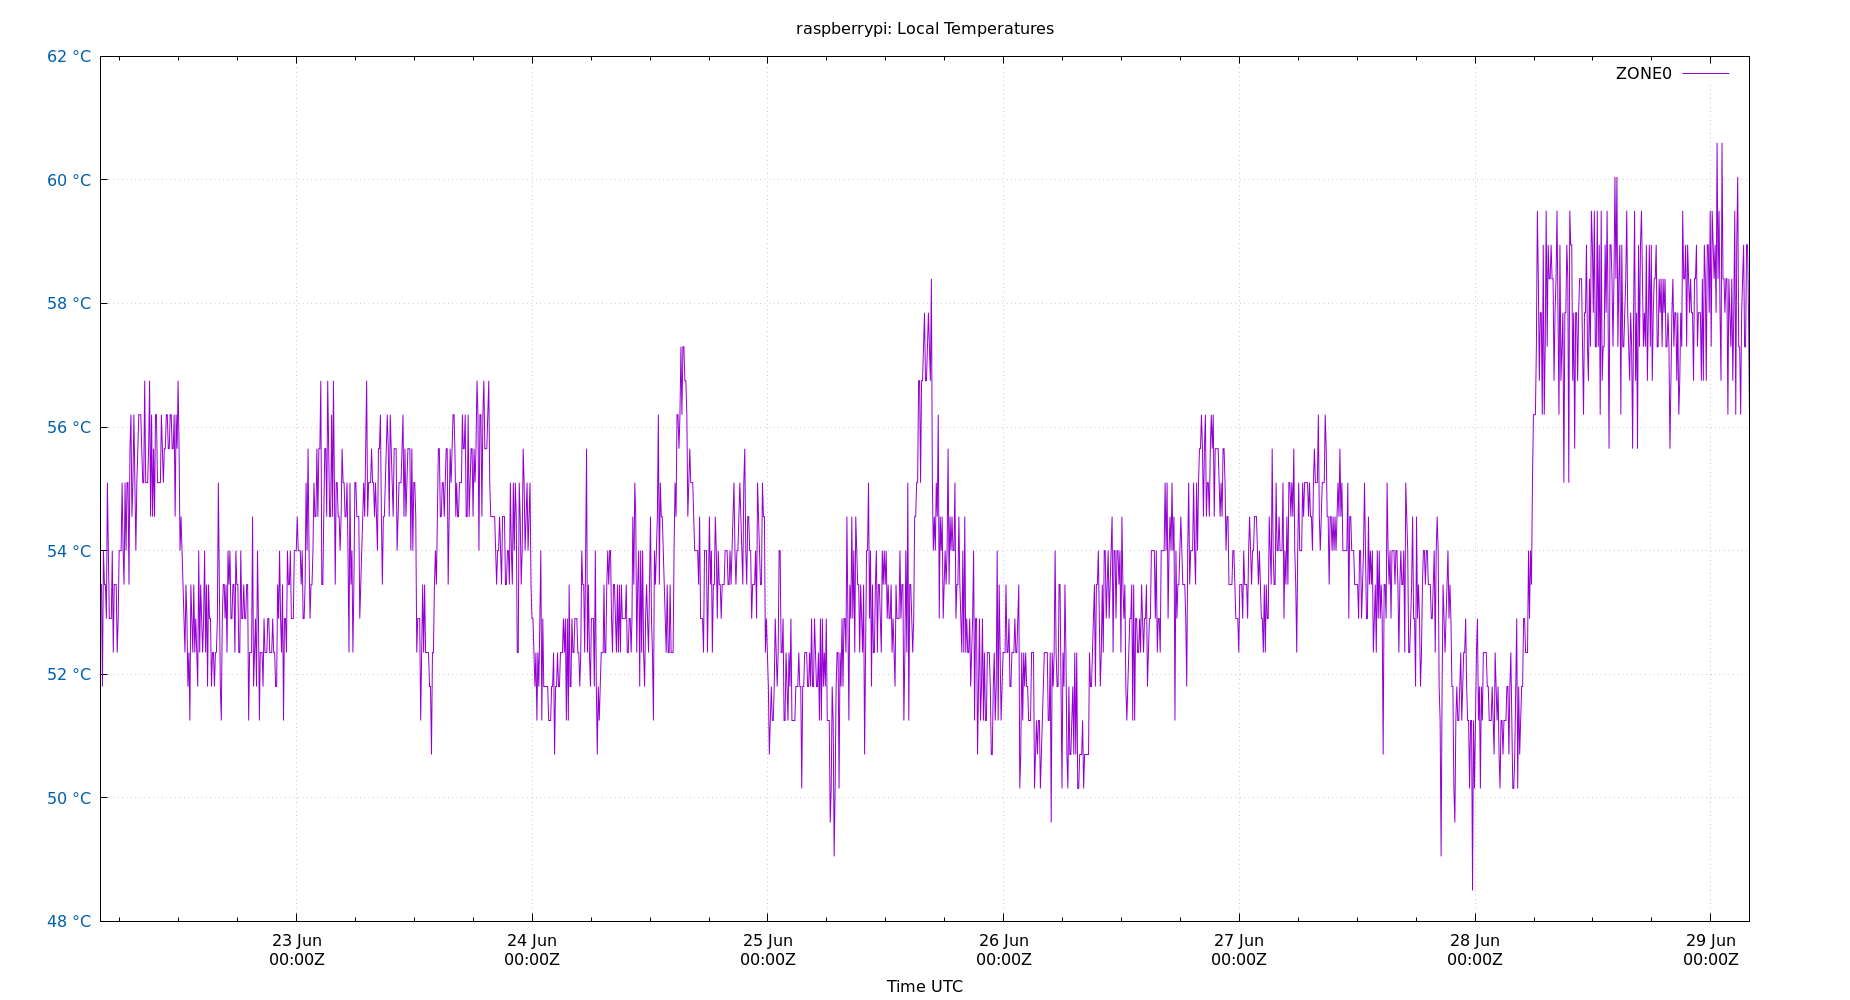 raspberrypi: Local Temperatures
62 °C
ZONE0
60 °C
58 °C
56 °C
54 °C
52 °C
50 °C
48 °C
23 Jun 24 Jun 25 Jun 26 Jun 27 Jun 28 Jun 29 Jun
00:00Z 00:00Z 00:00Z 00:00Z 00:00Z 00:00Z 00:00Z
Time UTC